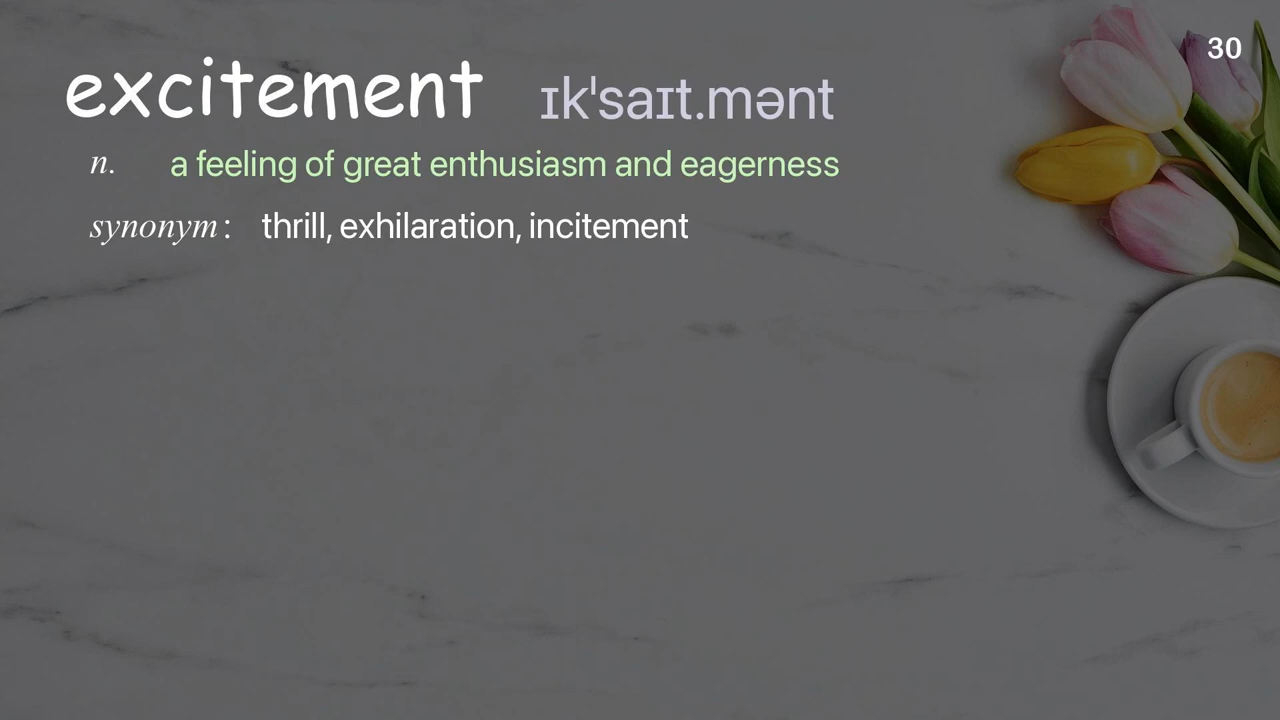 30
excitement ɪkˈsaɪt.mənt
n. a feeling of great enthusiasm and eagerness
synonym: thrill, exhilaration, incitement